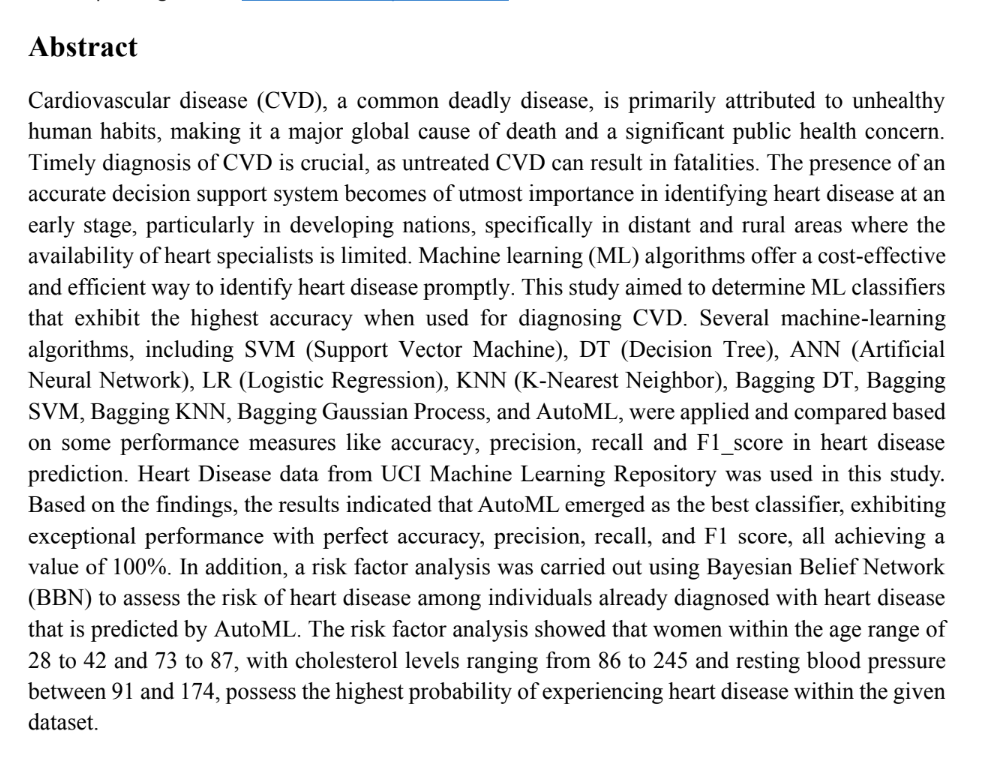 Abstract
Cardiovascular disease (CVD), a common deadly disease, is primarily attributed to unhealthy
human habits, making it a major global cause of death and a significant public health concern.
Timely diagnosis of CVD is crucial, as untreated CVD can result in fatalities. The presence of an
accurate decision support system becomes of utmost importance in identifying heart disease at an
early stage, particularly in developing nations, specifically in distant and rural areas where the
availability of heart specialists is limited. Machine learning (ML) algorithms offer a cost-effective
and efficient way to identify heart disease promptly. This study aimed to determine ML classifiers
that exhibit the highest accuracy when used for diagnosing CVD. Several machine-learning
algorithms, including SVM (Support Vector Machine), DT (Decision Tree), ANN (Artificial
Neural Network), LR (Logistic Regression), KNN (K-Nearest Neighbor), Bagging DT, Bagging
SVM, Bagging KNN, Bagging Gaussian Process, and AutoML, were applied and compared based
on some performance measures like accuracy, precision, recall and F1_score in heart disease
prediction. Heart Disease data from UCI Machine Learning Repository was used in this study.
Based on the findings, the results indicated that AutoML emerged as the best classifier, exhibiting
exceptional performance with perfect accuracy, precision, recall, and F1 score, all achieving a
value of 100%. In addition, a risk factor analysis was carried out using Bayesian Belief Network
(BBN) to assess the risk of heart disease among individuals already diagnosed with heart disease
that is predicted by AutoML. The risk factor analysis showed that women within the age range of
28 to 42 and 73 to 87, with cholesterol levels ranging from 86 to 245 and resting blood pressure
between 91 and 174, possess the highest probability of experiencing heart disease within the given
dataset.